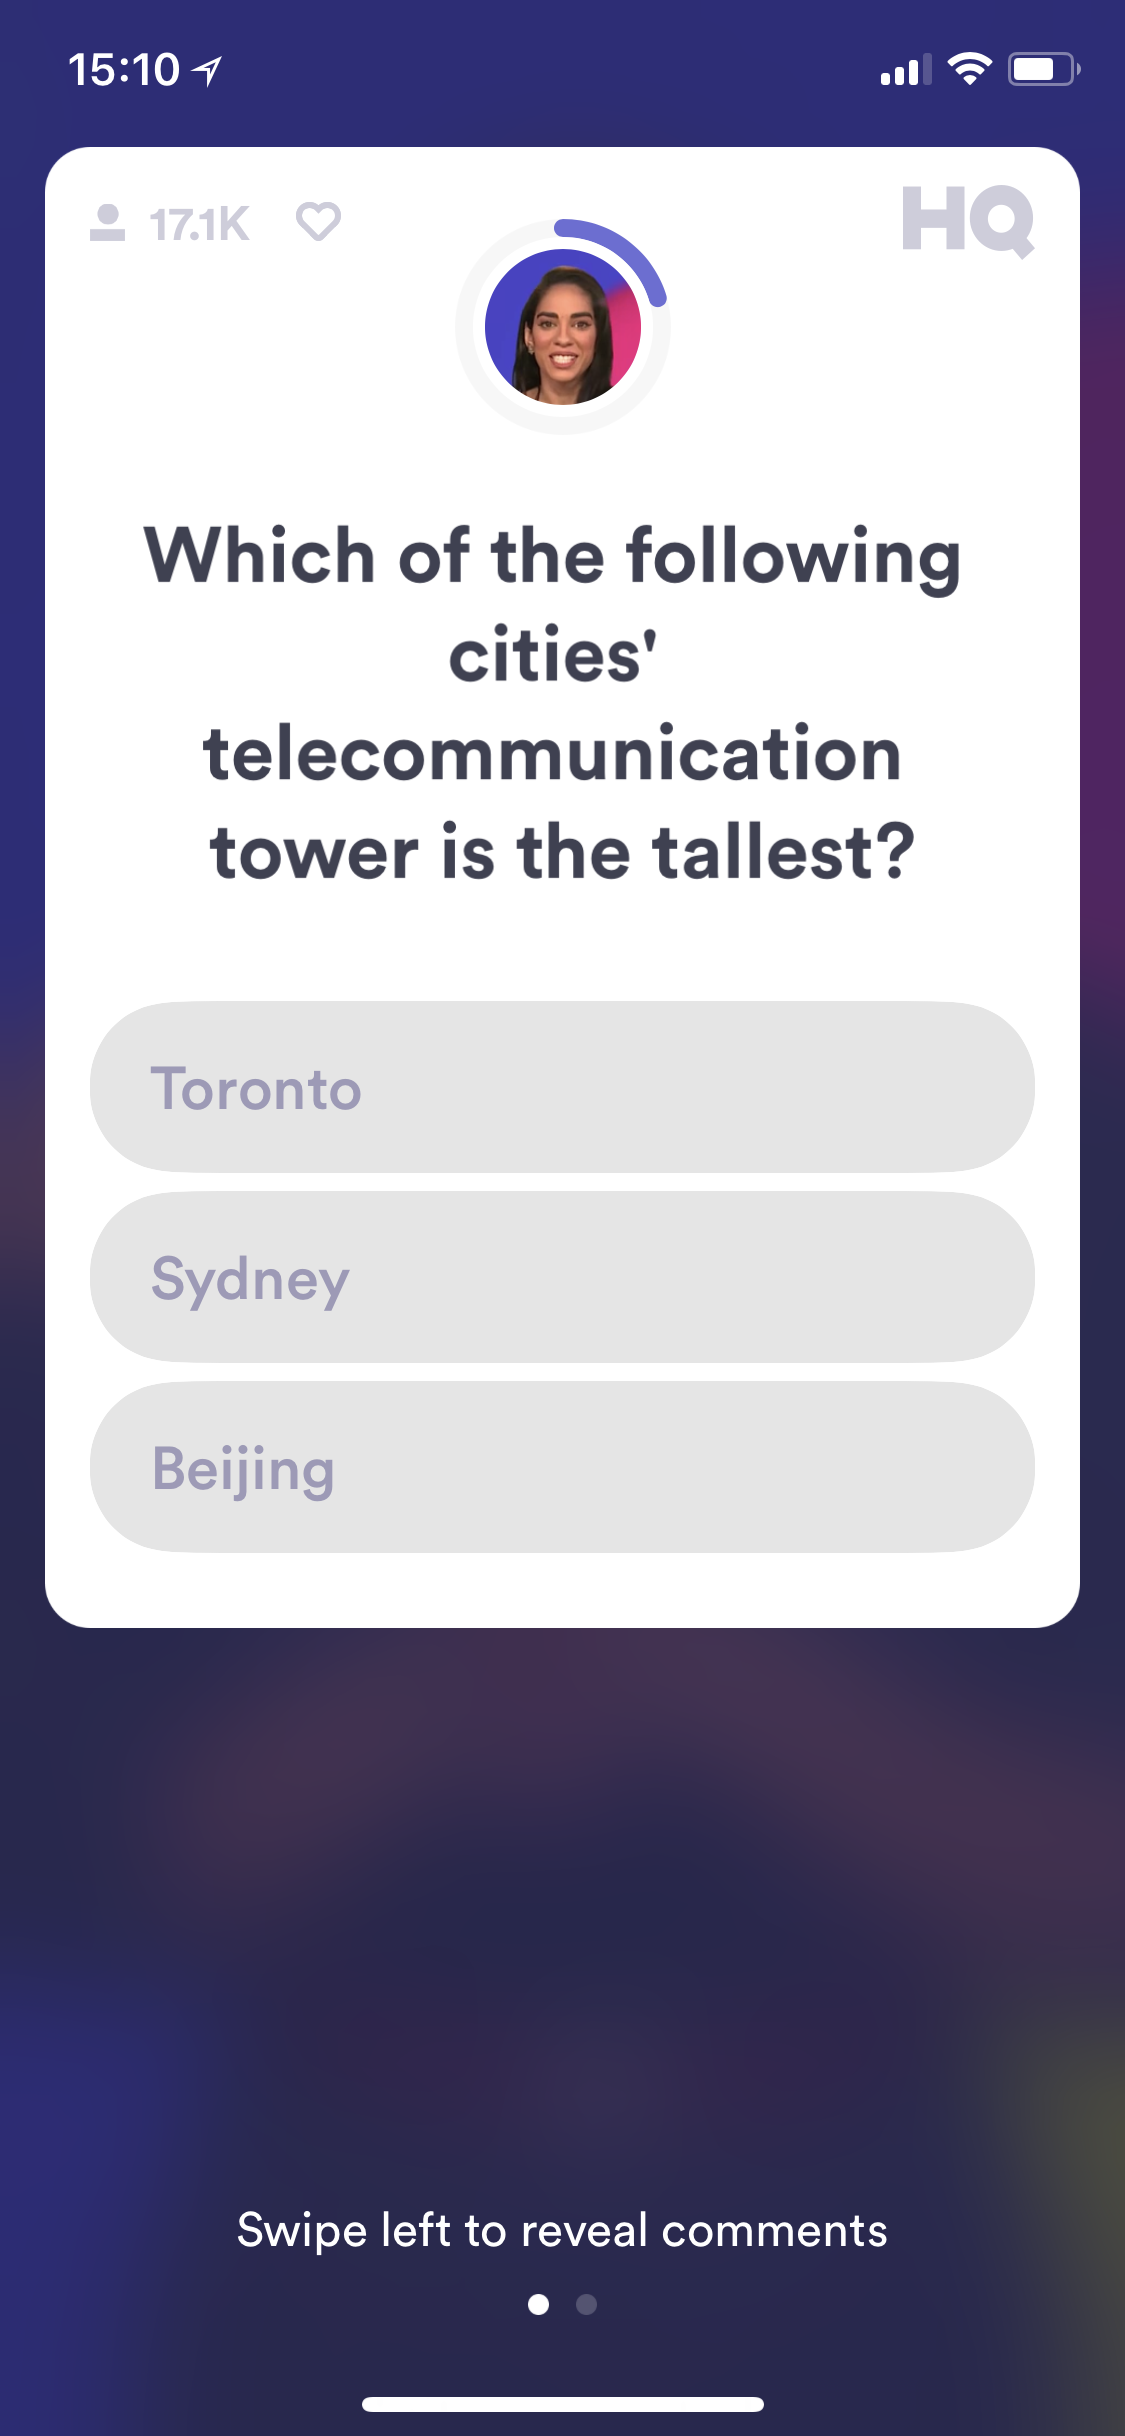 15:10
17.1K
HQ
Which of the following
cities'
telecommunication
tower is the tallest?
Toronto
Sydney
Beijing
Swipe left to reveal comments